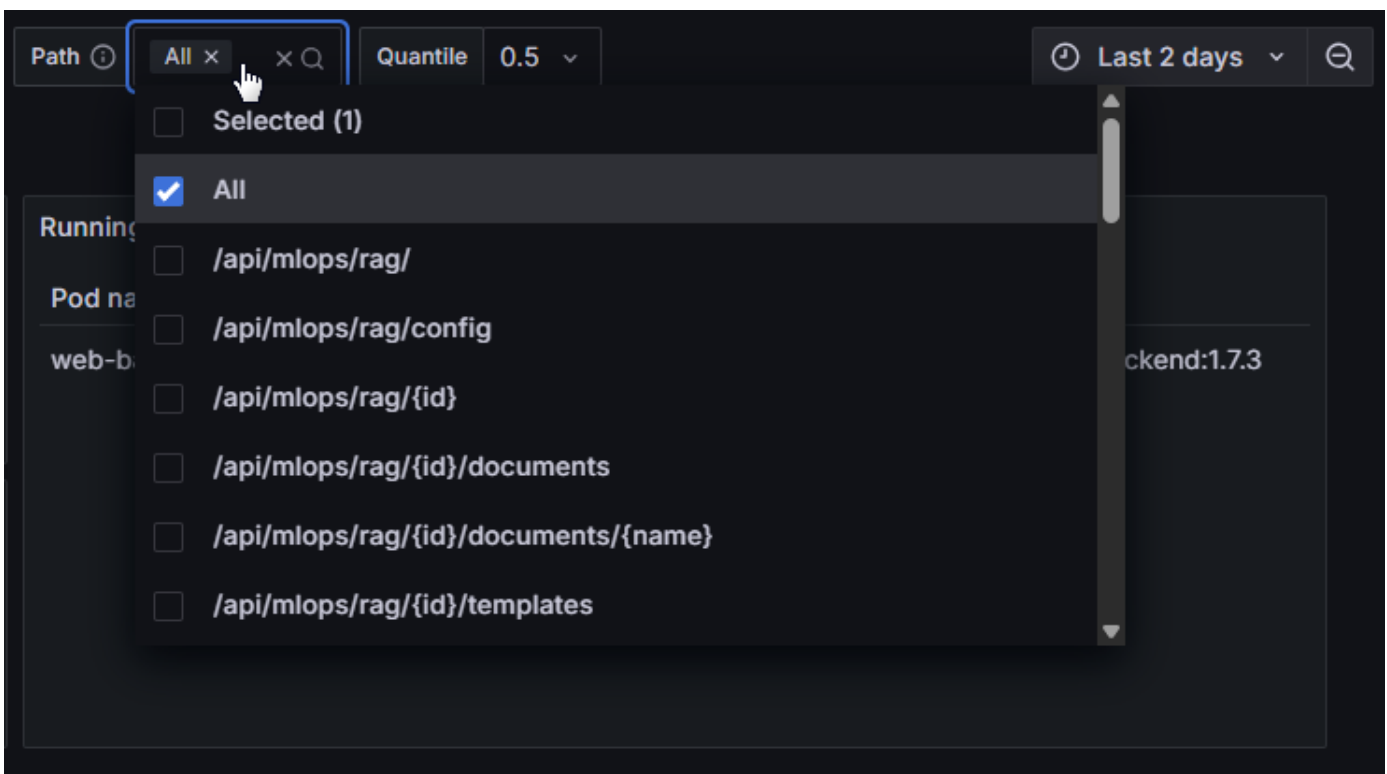 Path All Quantile 0.5 Last 2 days
Selected (1)
All
Running
/api/mlops/rag/
Pod na
/api/mlops/rag/config
web-b ckend:1.7.3
/api/mlops/rag/{id}
/api/mlops/rag/{id}/documents
/api/mlops/rag/{id}/documents/{name}
/api/mlops/rag/{id}/templates